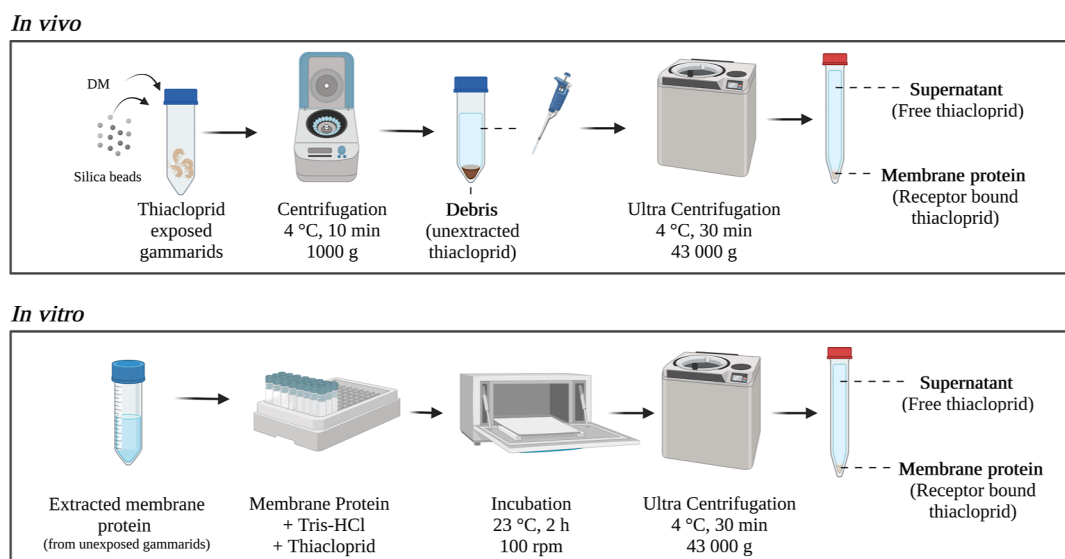 In vivo
DM
Silica beads
Thiacloprid
exposed
gammarids
Centrifugation
4 °C, 10 min
1000 g
Debris
(unextracted
thiacloprid)
Ultra Centrifugation
4 °C, 30 min
43 000 g
Supernatant
(Free thiacloprid)
Membrane protein
(Receptor bound
thiacloprid)
In vitro
Extracted membrane
protein
(from unexposed gammarids)
Membrane Protein
+ Tris-HCl
+ Thiacloprid
Incubation
23 °C, 2 h
100 rpm
Ultra Centrifugation
4 °C, 30 min
43 000 g
Supernatant
(Free thiacloprid)
Membrane protein
(Receptor bound
thiacloprid)